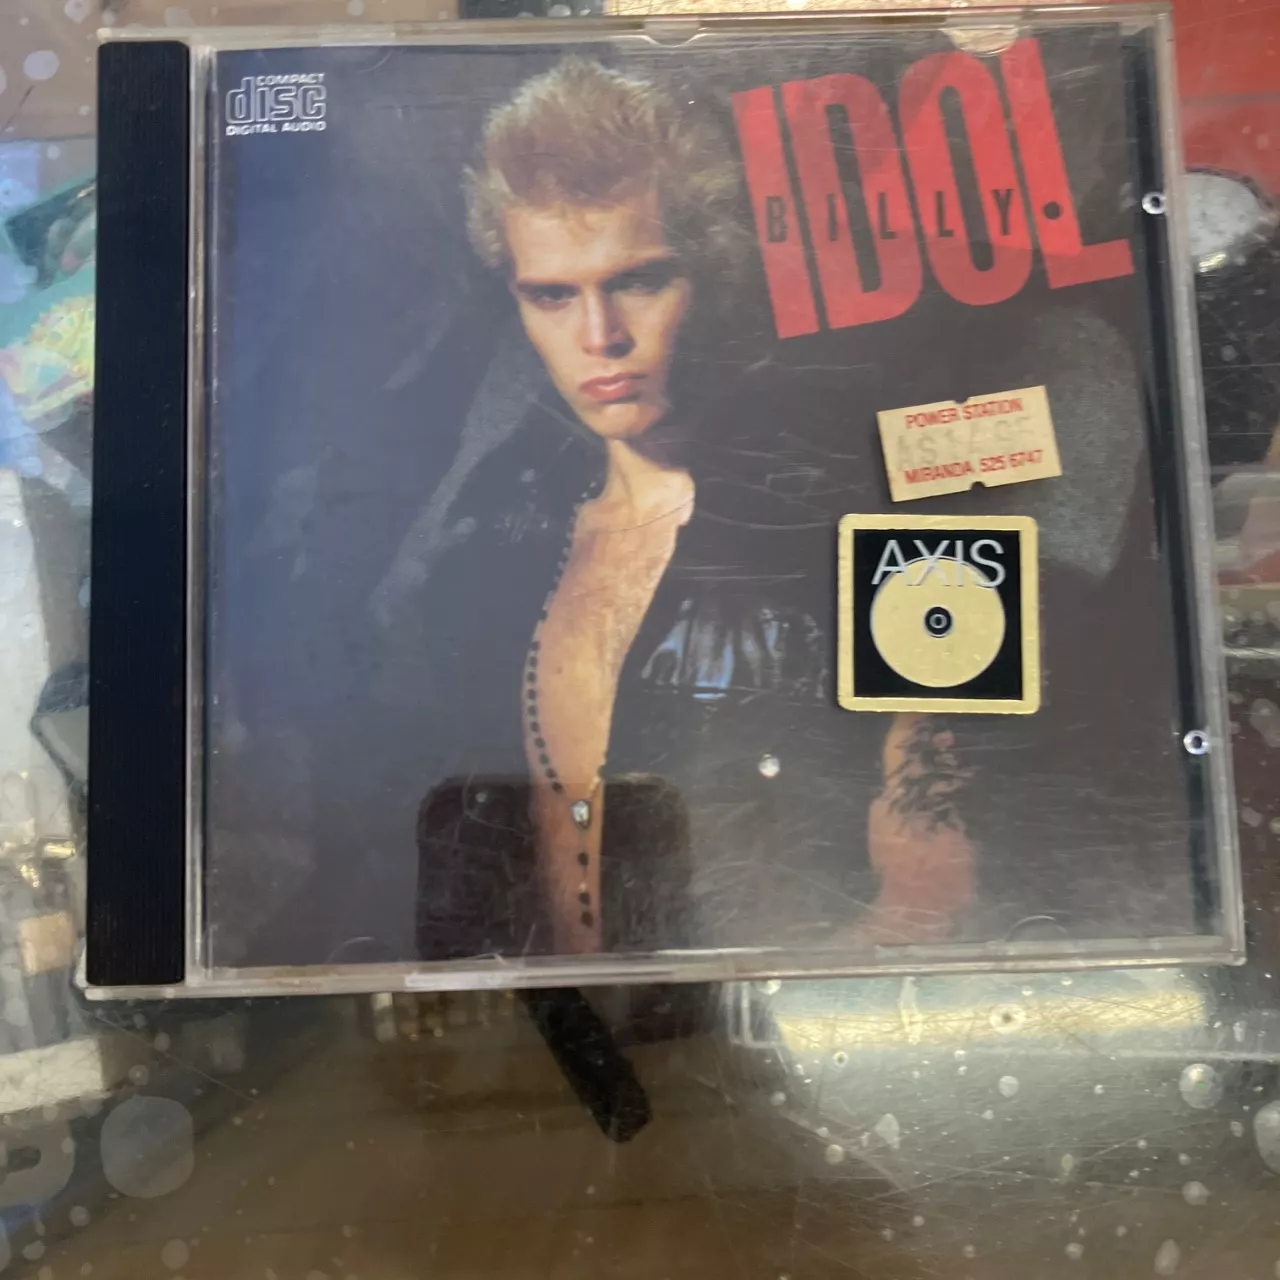 COMPACT
disc
DIGITAL AUDIO
IDOL
BILLY
POWER STATION
MIRANDA 525 6747
AXIS